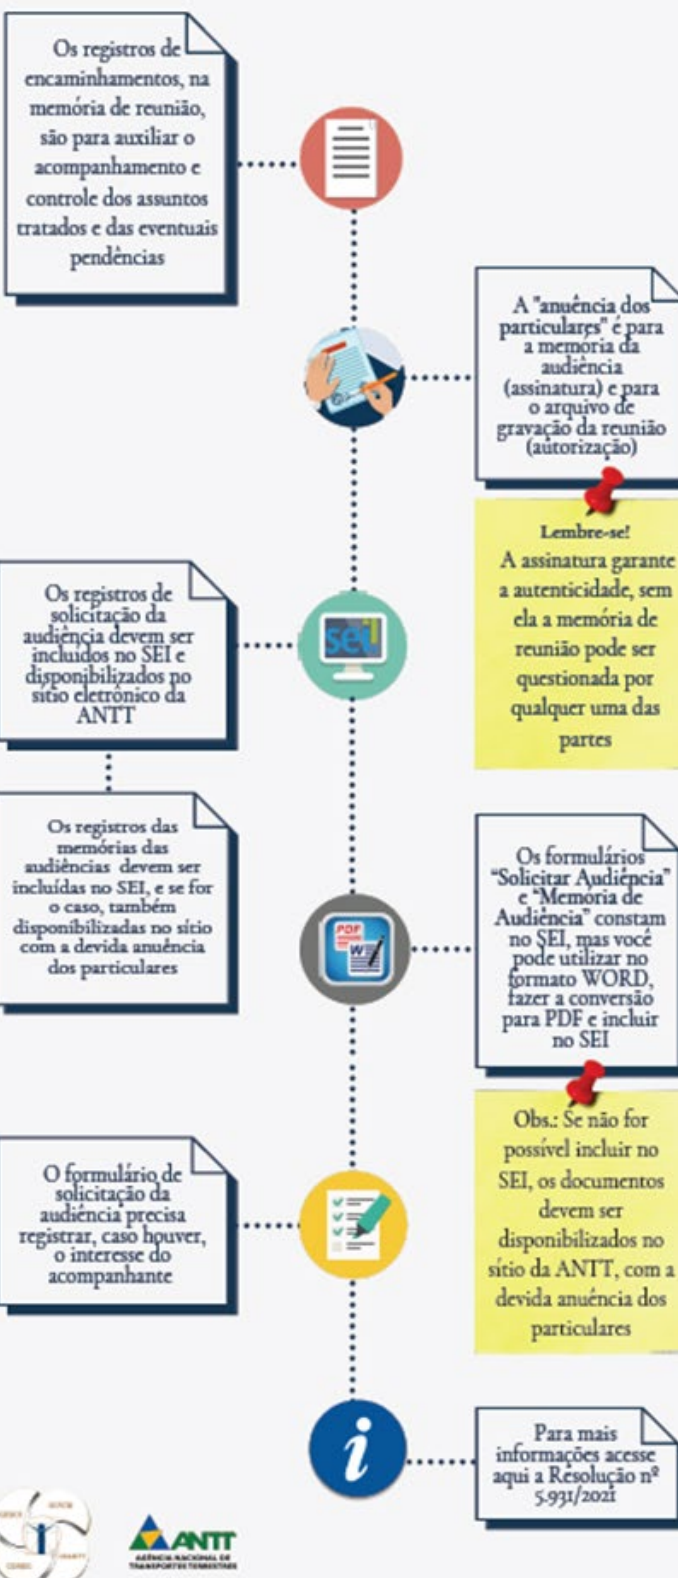 Os registros de
encaminhamentos, na
memória de reunião,
são para auxiliar o
acompanhamento e
controle dos assuntos
tratados e das eventuais
pendências
A "anuência dos
particulares" é para
a memória da
audiência
(assinatura) e para
o arquivo de
gravação da reunião
(autorização)
Lembre-se!
A assinatura garante
a autenticidade, sem
ela a memória de
reunião pode ser
questionada por
qualquer uma das
partes
Os registros de
solicitação da
audiência devem ser
incluídos no SEI e
disponibilizados no
sítio eletrônico da
ANTT
sei!
Os registros das
memórias das
audiências devem ser
incluídas no SEI, e se for
o caso, também
disponibilizadas no sítio
com a devida anuência
dos particulares
PDF
W
Os formulários
"Solicitar Audiência"
e "Memória de
Audiência" constam
no SEI, mas você
pode utilizar no
formato WORD,
fazer a conversão
para PDF e incluir
no SEI
Obs.: Se não for
possível incluir no
SEI, os documentos
devem ser
disponibilizados no
sítio da ANTT, com a
devida anuência dos
particulares
O formulário de
solicitação da
audiência precisa
registrar, caso houver,
o interesse do
acompanhante
i
Para mais
informações acesse
aqui a Resolução nº
5.931/2021
ANTT
AGÊNCIA NACIONAL DE
TRANSPORTES TERRESTRES